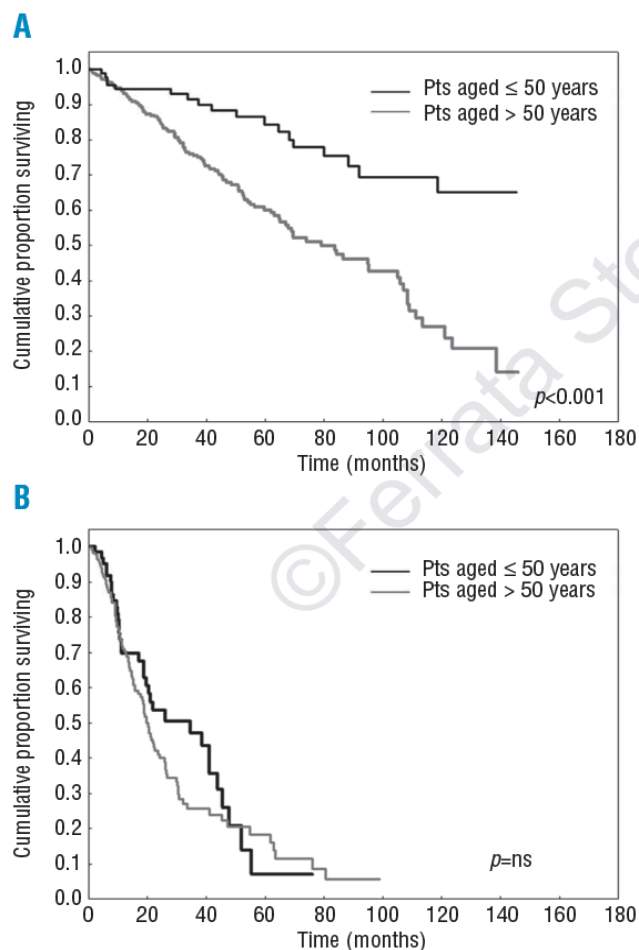 A
Cumulative proportion surviving
1.0
0.9
0.8
0.7
0.6
0.5
0.4
0.3
0.2
0.1
0.0
Pts aged ≤ 50 years
Pts aged > 50 years
p<0.001
0 20 40 60 80 100 120 140 160 180
Time (months)
©Ferrata Sto
B
Cumulative proportion surviving
1.0
0.9
0.8
0.7
0.6
0.5
0.4
0.3
0.2
0.1
0.0
Pts aged ≤ 50 years
Pts aged > 50 years
p=ns
0 20 40 60 80 100 120 140 160 180
Time (months)